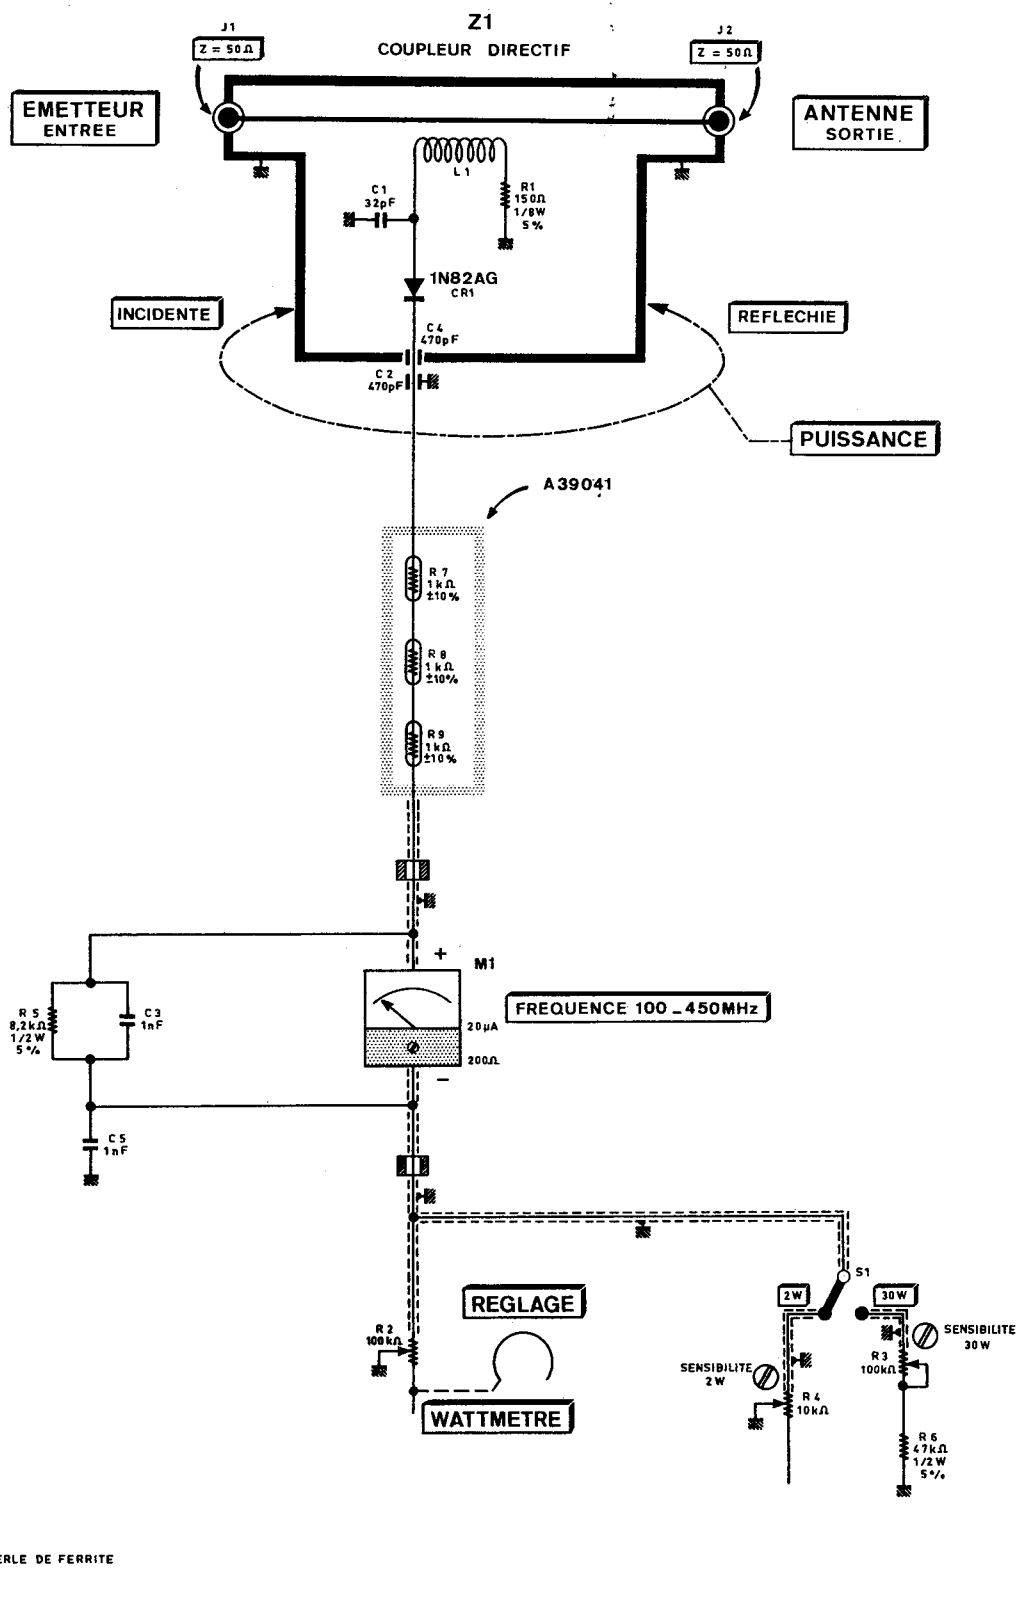 Z1
COUPLEUR DIRECTIF
J1
Z = 50Ω
J2
Z = 50Ω
EMETTEUR
ENTREE
ANTENNE
SORTIE
L1
C1
32pF
R1
150Ω
1/8W
5%
1N82AG
CR1
INCIDENTE
REFLECHIE
C4
470pF
C2
470pF
PUISSANCE
A39041
R7
1kΩ
±10%
R8
1kΩ
±10%
R9
1kΩ
±10%
+
M1
FREQUENCE 100_450MHz
20µA
200Ω
–
R5
8,2kΩ
1/2W
5%
C3
1nF
C5
1nF
S1
2W
30W
REGLAGE
R2
100kΩ
SENSIBILITE
30W
R3
100kΩ
SENSIBILITE
2W
R4
10kΩ
WATTMETRE
R6
47kΩ
1/2W
5%
ERLE DE FERRITE